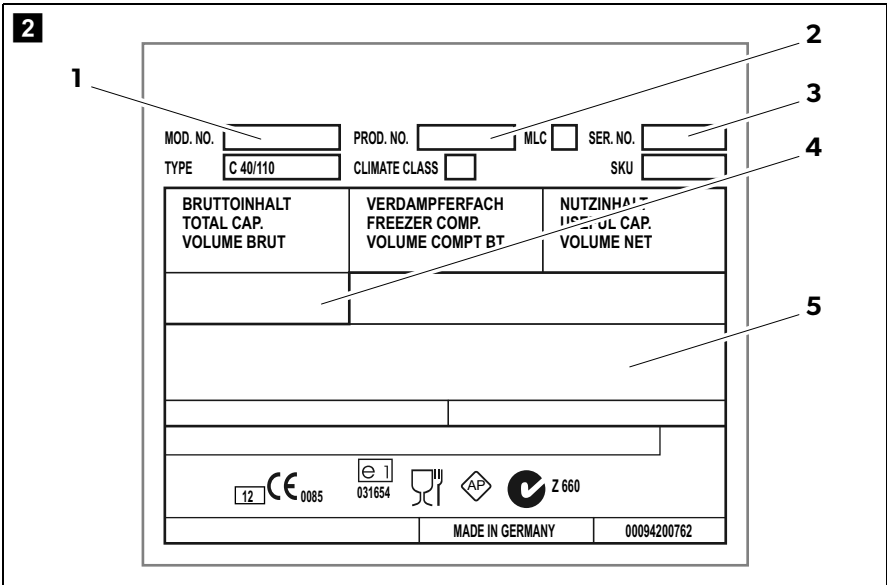 2
1
2
3
4
5
MOD. NO. PROD. NO. MLC SER. NO.
TYPE C 40/110 CLIMATE CLASS SKU
BRUTTOINHALT
TOTAL CAP.
VOLUME BRUT
VERDAMPFERFACH
FREEZER COMP.
VOLUME COMPT BT
NUTZINHALT
USEFUL CAP.
VOLUME NET
12 CE 0085
e 1
031654
AP
Z 660
MADE IN GERMANY 00094200762